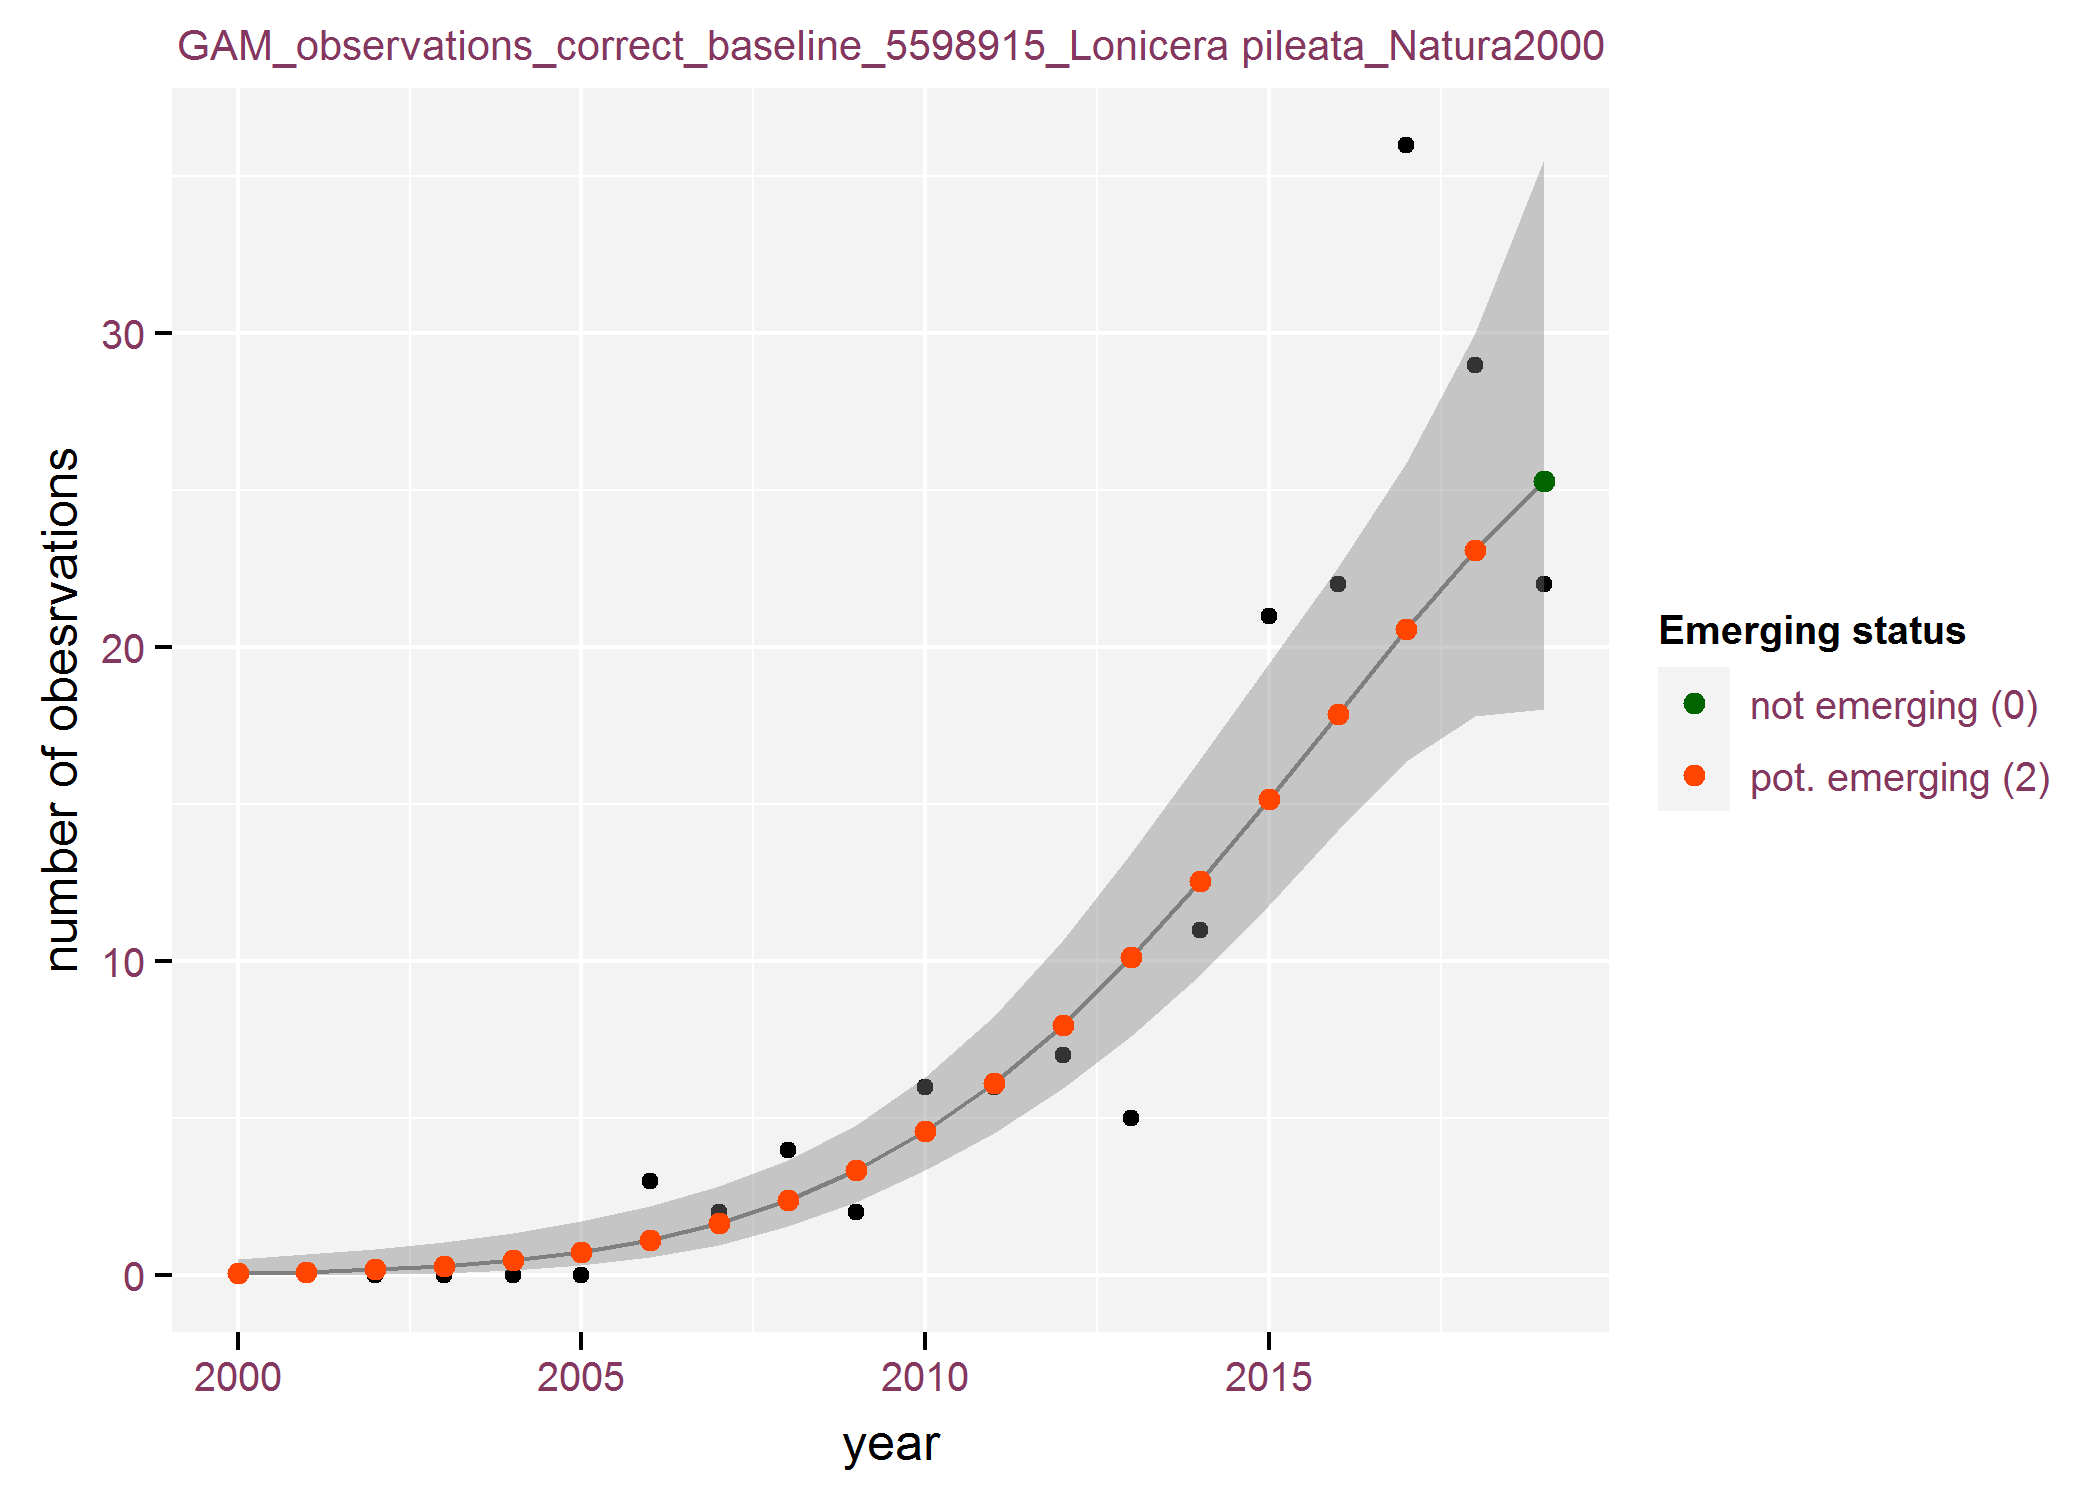 GAM_observations_correct_baseline_5598915_Lonicera pileata_Natura2000
number of obesrvations
30
20
10
0
2000 2005 2010 2015
year
Emerging status
not emerging (0)
pot. emerging (2)